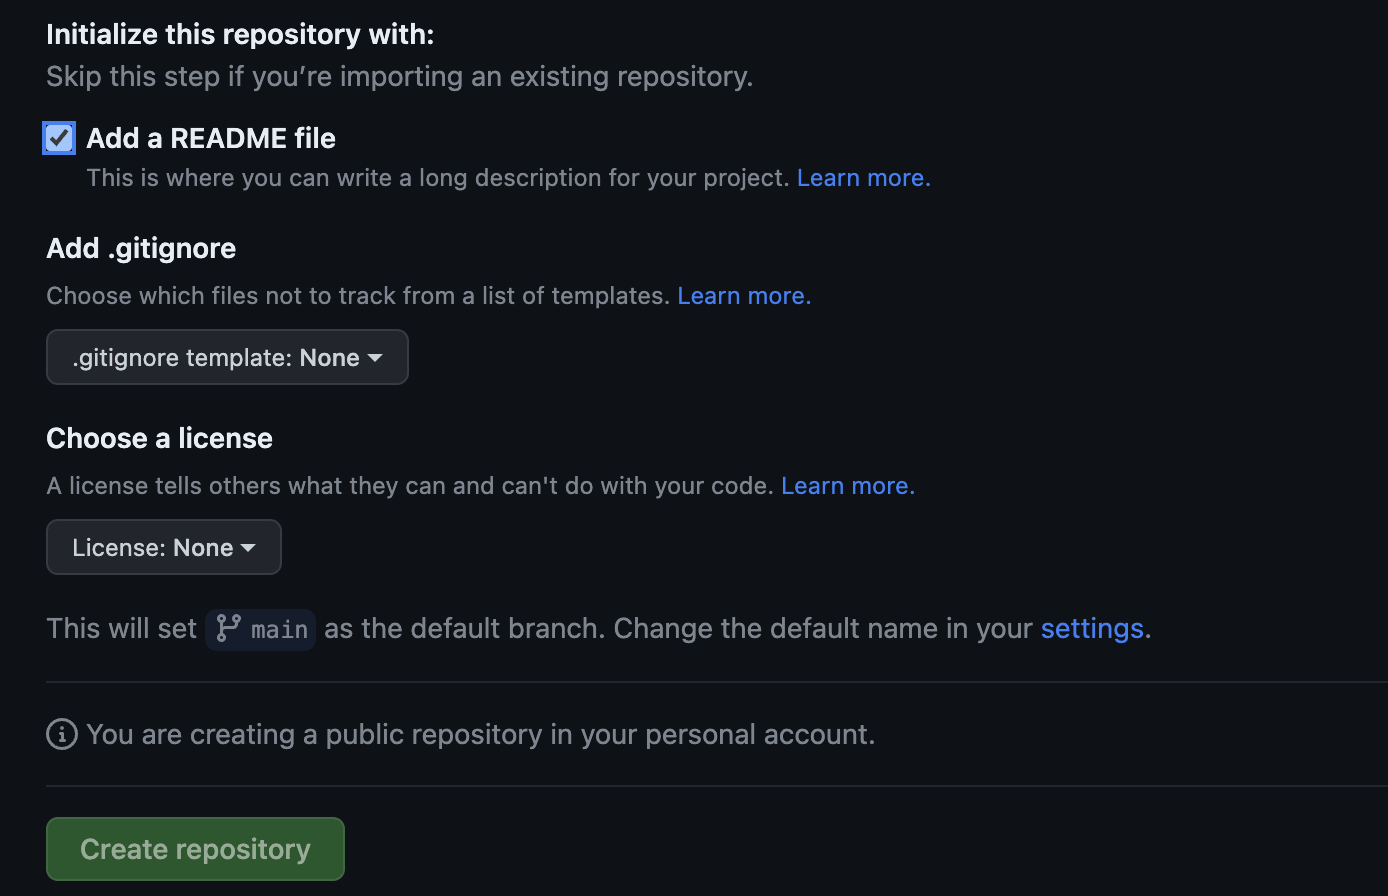 Initialize this repository with:
Skip this step if you’re importing an existing repository.
Add a README file
This is where you can write a long description for your project. Learn more.
Add .gitignore
Choose which files not to track from a list of templates. Learn more.
.gitignore template: None
Choose a license
A license tells others what they can and can't do with your code. Learn more.
License: None
This will set main as the default branch. Change the default name in your settings.
You are creating a public repository in your personal account.
Create repository